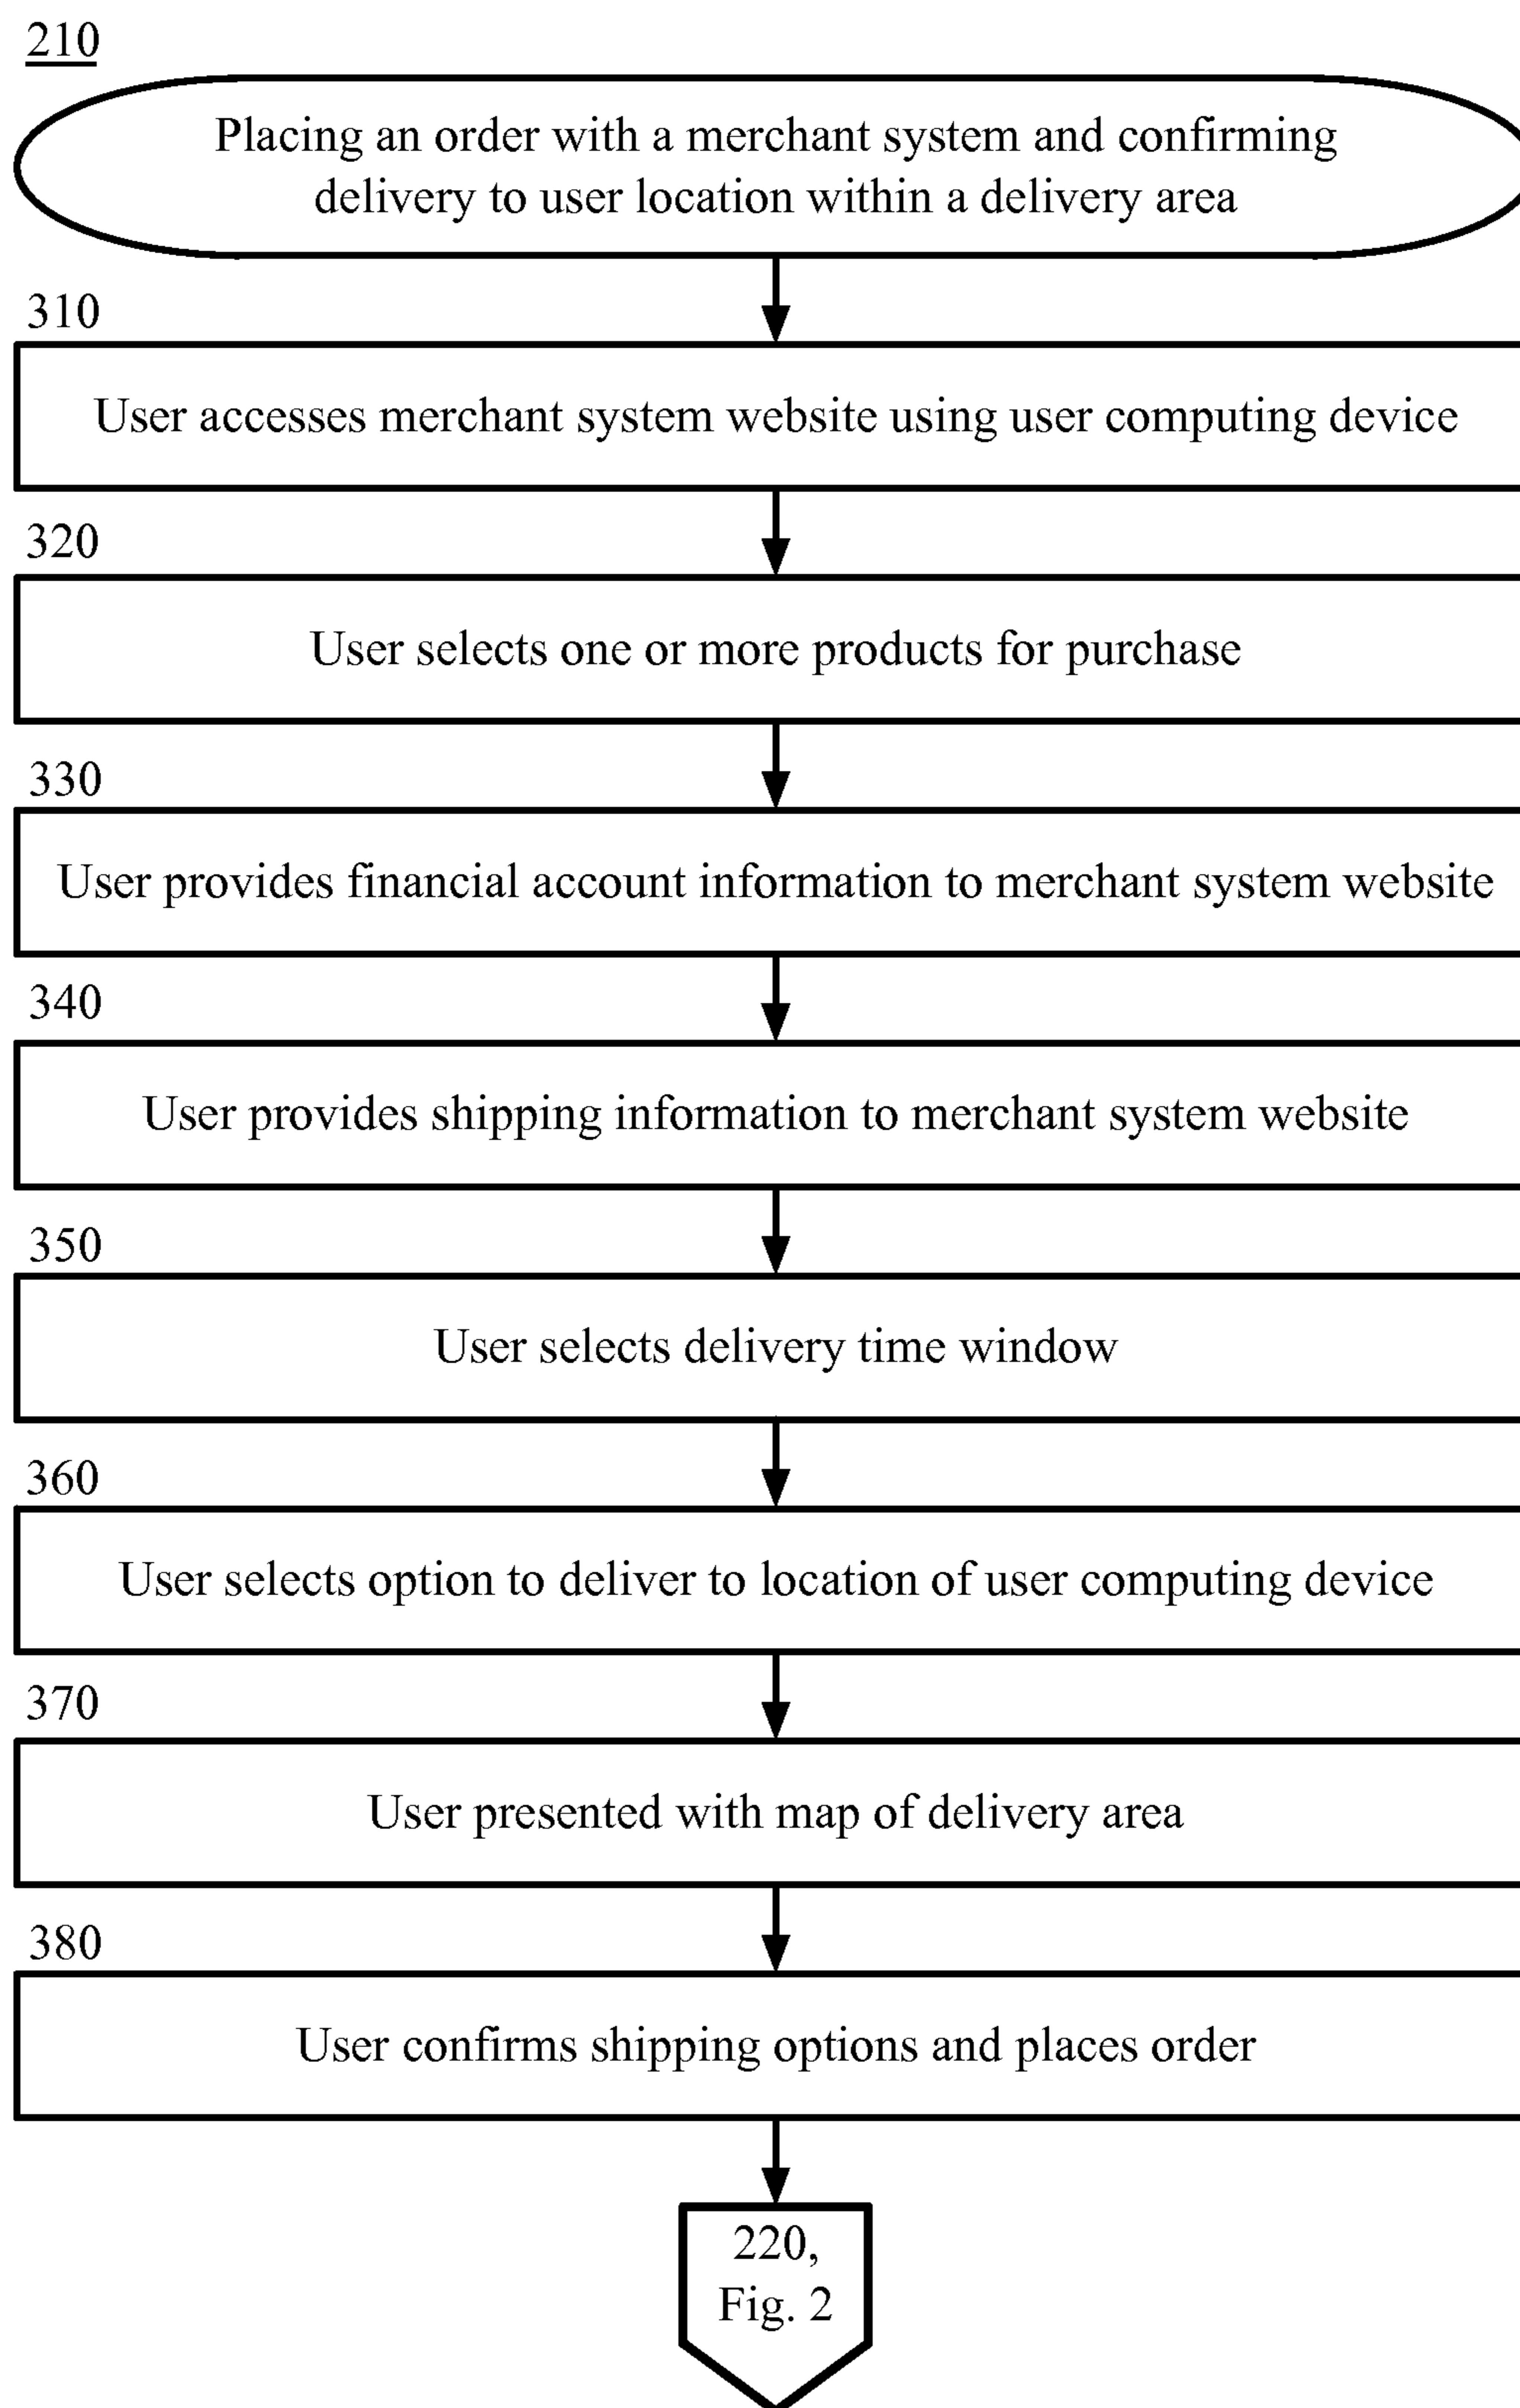 210
Placing an order with a merchant system and confirming
delivery to user location within a delivery area
310
User accesses merchant system website using user computing device
320
User selects one or more products for purchase
330
User provides financial account information to merchant system website
340
User provides shipping information to merchant system website
350
User selects delivery time window
360
User selects option to deliver to location of user computing device
370
User presented with map of delivery area
380
User confirms shipping options and places order
220,
Fig. 2